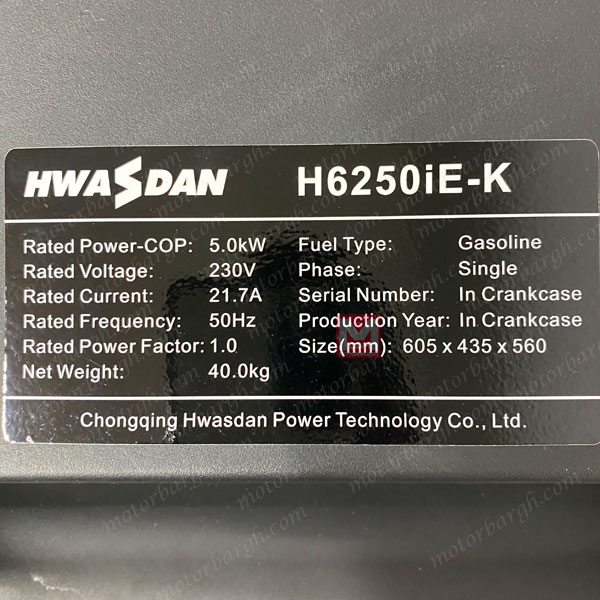 HWASDAN H6250iE-K
Rated Power-COP: 5.0kW Fuel Type: Gasoline
Rated Voltage: 230V Phase: Single
Rated Current: 21.7A Serial Number: In Crankcase
Rated Frequency: 50Hz Production Year: In Crankcase
Rated Power Factor: 1.0 Size(mm): 605 x 435 x 560
Net Weight: 40.0kg
Chongqing Hwasdan Power Technology Co., Ltd.
motorbargh.com